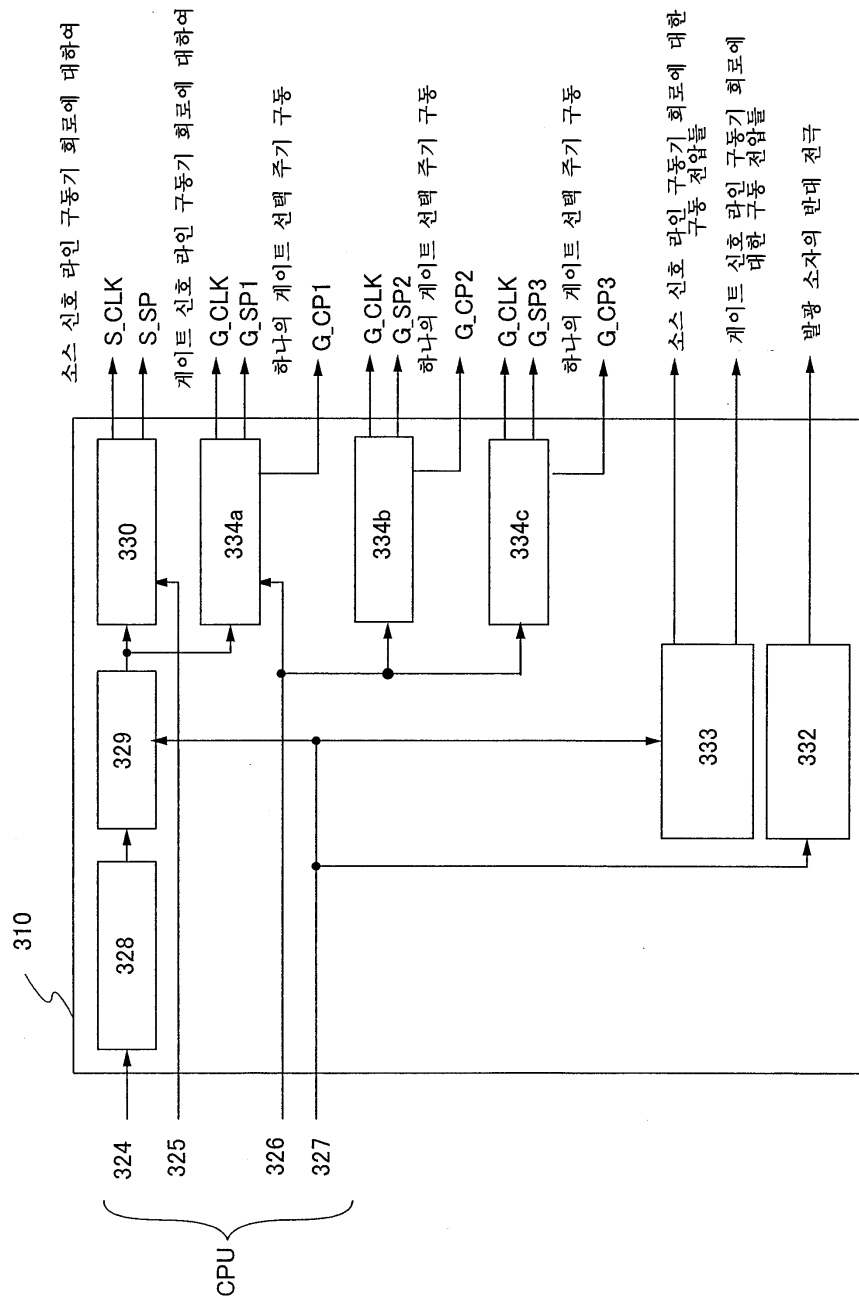 310
CPU
324
325
326
327
328
329
330
334a
334b
334c
333
332
소스 신호 라인 구동기 회로에 대하여
S_CLK
S_SP
게이트 신호 라인 구동기 회로에 대하여
G_CLK
G_SP1
하나의 게이트 선택 주기 구동
G_CP1
G_CLK
G_SP2
하나의 게이트 선택 주기 구동
G_CP2
G_CLK
G_SP3
하나의 게이트 선택 주기 구동
G_CP3
소스 신호 라인 구동기 회로에 대한
구동 전압들
게이트 신호 라인 구동기 회로에
대한 구동 전압들
발광 소자의 반대 전극